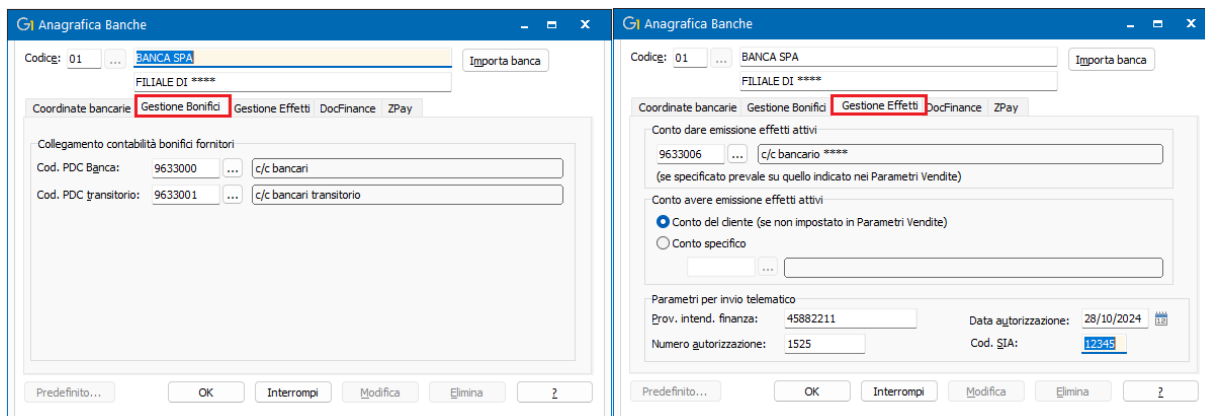 G1 Anagrafica Banche
Codice: 01 ... BANCA SPA Importa banca
FILIALE DI ****
Coordinate bancarie Gestione Bonifici Gestione Effetti DocFinance ZPay
Collegamento contabilità bonifici fornitori
Cod. PDC Banca: 9633000 ... c/c bancari
Cod. PDC transitorio: 9633001 ... c/c bancari transitorio
Predefinito... OK Interrompi Modifica Elimina ?
G1 Anagrafica Banche
Codice: 01 ... BANCA SPA Importa banca
FILIALE DI ****
Coordinate bancarie Gestione Bonifici Gestione Effetti DocFinance ZPay
Conto dare emissione effetti attivi
9633006 ... c/c bancario ****
(se specificato prevale su quello indicato nei Parametri Vendite)
Conto avere emissione effetti attivi
Conto del cliente (se non impostato in Parametri Vendite)
Conto specifico
...
Parametri per invio telematico
Prov. intend. finanza: 45882211 Data autorizzazione: 28/10/2024 12
Numero autorizzazione: 1525 Cod. SIA: 12345
Predefinito... OK Interrompi Modifica Elimina ?